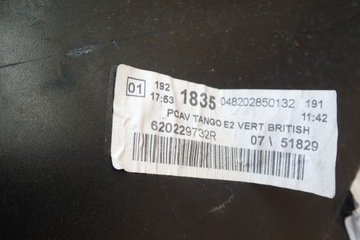 01 192 17:53 1835 048202850132 191 11:42
PCAV TANGO E2 VERT BRITISH
620229732R 07 \ 51829